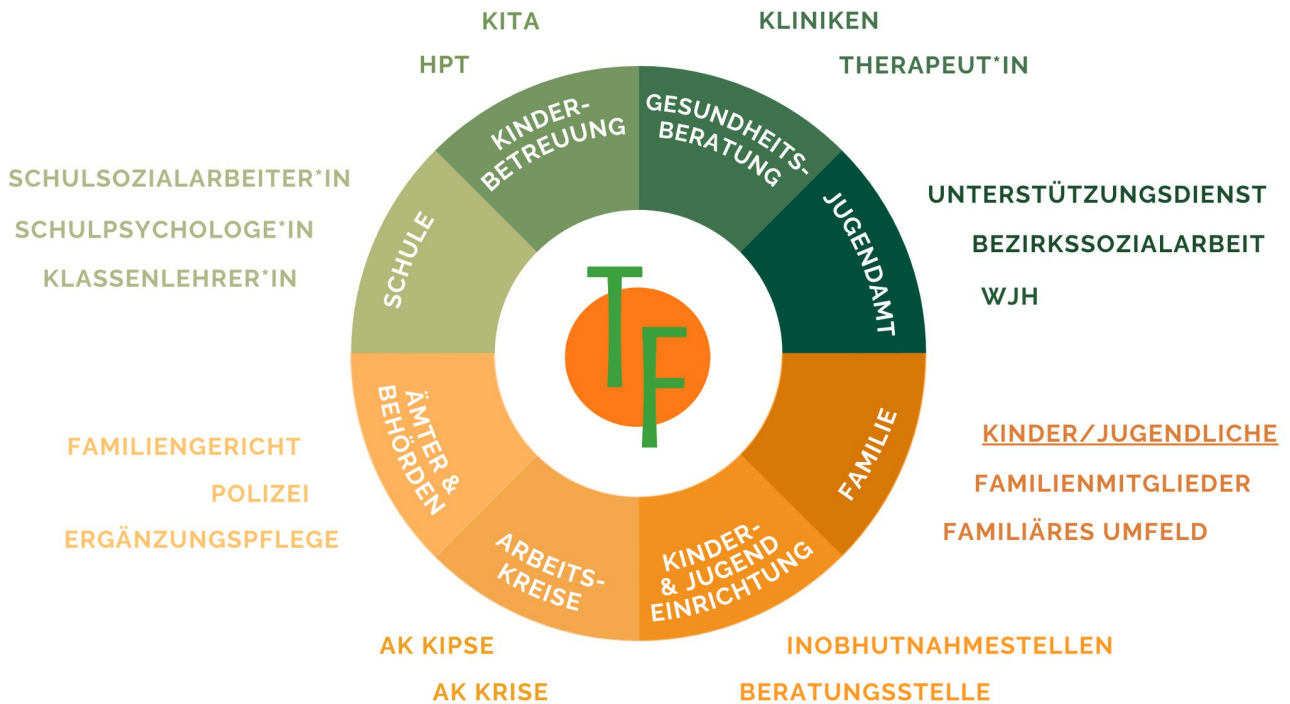 KITA
HPT
KLINIKEN
THERAPEUT*IN
KINDER-
BETREUUNG
GESUNDHEITS-
BERATUNG
SCHULSOZIALARBEITER*IN
SCHULPSYCHOLOGE*IN
KLASSENLEHRER*IN
SCHULE
JUGENDAMT
UNTERSTÜTZUNGSDIENST
BEZIRKSSOZIALARBEIT
WJH
TF
FAMILIENGERICHT
POLIZEI
ERGÄNZUNGSPFLEGE
ÄMTER &
BEHÖRDEN
FAMILIE
KINDER/JUGENDLICHE
FAMILIENMITGLIEDER
FAMILIÄRES UMFELD
ARBEITS-
KREISE
KINDER-
& JUGEND
EINRICHTUNG
AK KIPSE
AK KRISE
INOBHUTNAHMESTELLEN
BERATUNGSSTELLE